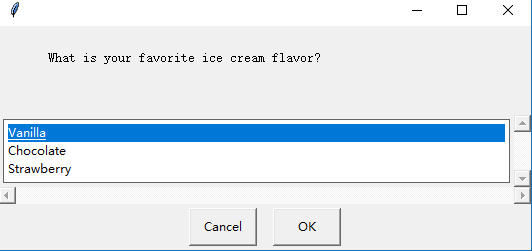 What is your favorite ice cream flavor?
Vanilla
Chocolate
Strawberry
Cancel OK